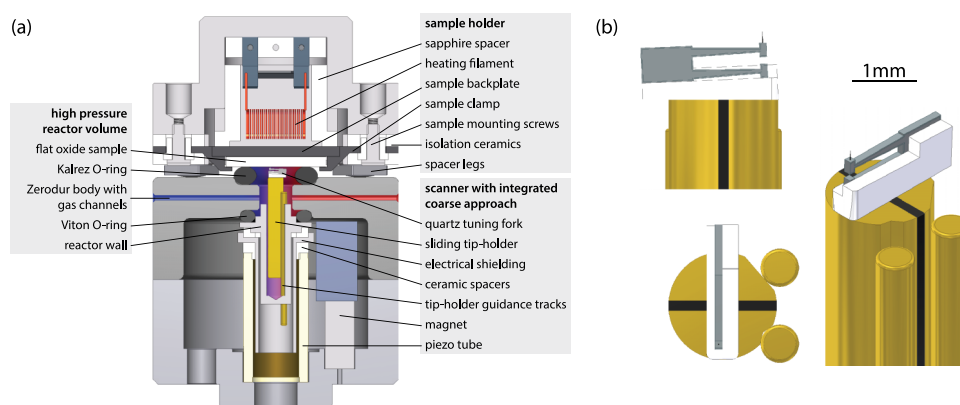 (a)
sample holder
sapphire spacer
heating filament
sample backplate
sample clamp
sample mounting screws
isolation ceramics
spacer legs
high pressure
reactor volume
flat oxide sample
Kalrez O-ring
Zerodur body with
gas channels
Viton O-ring
reactor wall
scanner with integrated
coarse approach
quartz tuning fork
sliding tip-holder
electrical shielding
ceramic spacers
tip-holder guidance tracks
magnet
piezo tube
(b)
1mm